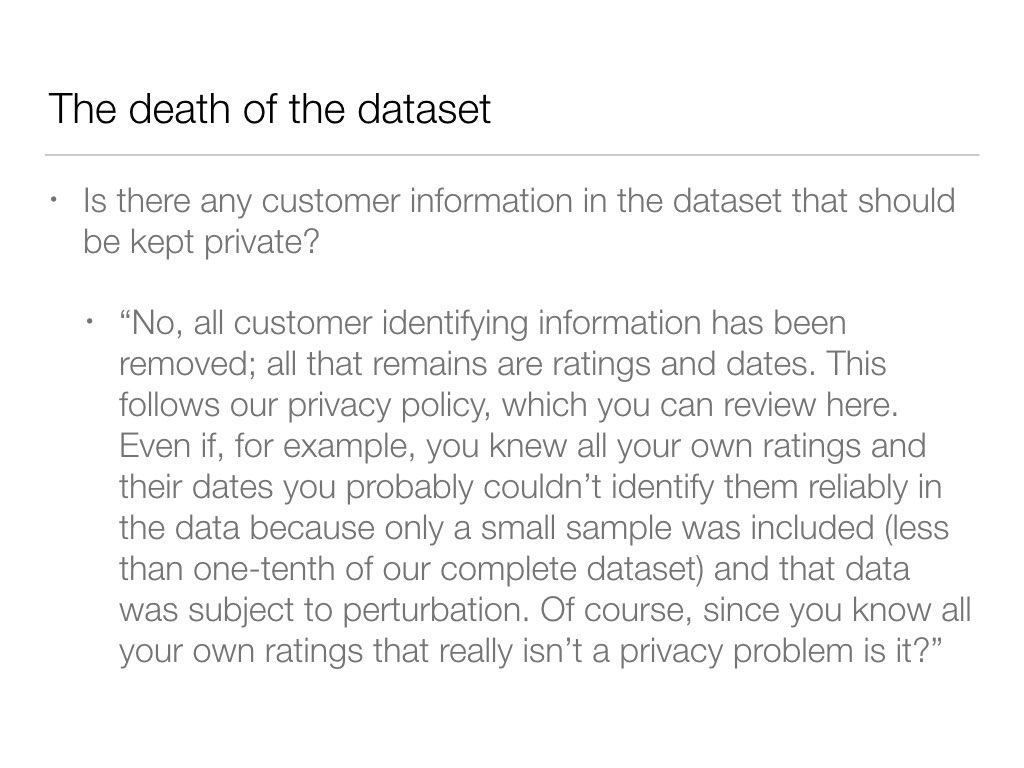 The death of the dataset
• Is there any customer information in the dataset that should
be kept private?
• “No, all customer identifying information has been
removed; all that remains are ratings and dates. This
follows our privacy policy, which you can review here.
Even if, for example, you knew all your own ratings and
their dates you probably couldn’t identify them reliably in
the data because only a small sample was included (less
than one-tenth of our complete dataset) and that data
was subject to perturbation. Of course, since you know all
your own ratings that really isn’t a privacy problem is it?”